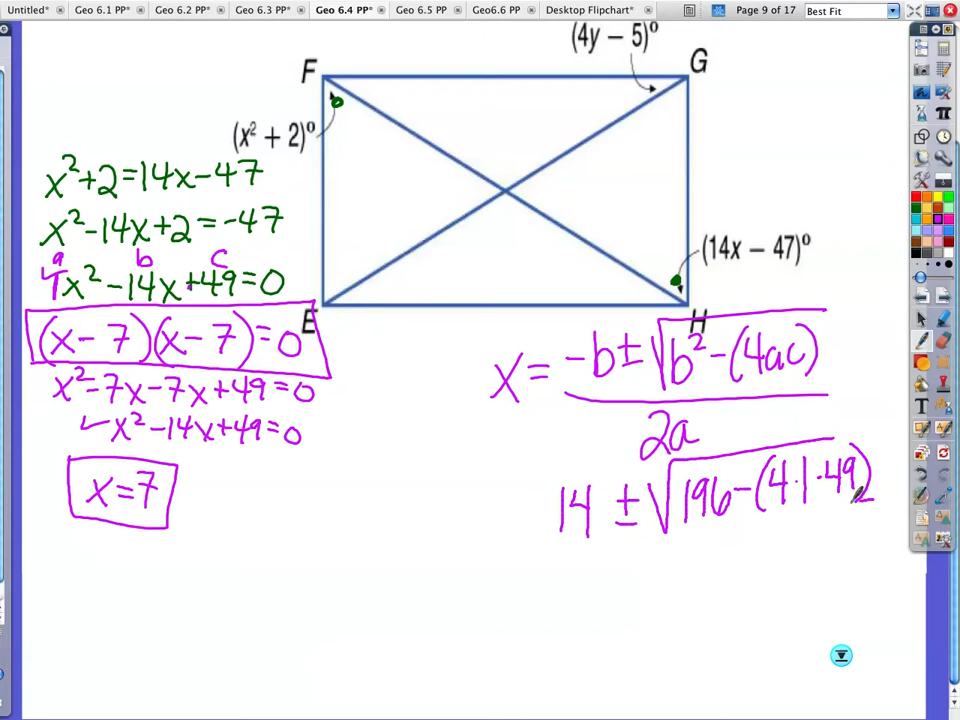 Untitled* Geo 6.1 PP* Geo 6.2 PP* Geo 6.3 PP* Geo 6.4 PP* Geo 6.5 PP Geo6.6 PP Desktop Flipchart* Page 9 of 17 Best Fit
(4y – 5)°
F
G
(x² + 2)°
x²+2=14x-47
x²-14x+2=-47
(14x – 47)°
a b c
1x²-14x+49=0
E
H
(x-7)(x-7)=0
x = -b±√b²-(4ac)
2a
x²-7x-7x+49=0
x²-14x+49=0
x=7
14 ±√196-(4·1·49)